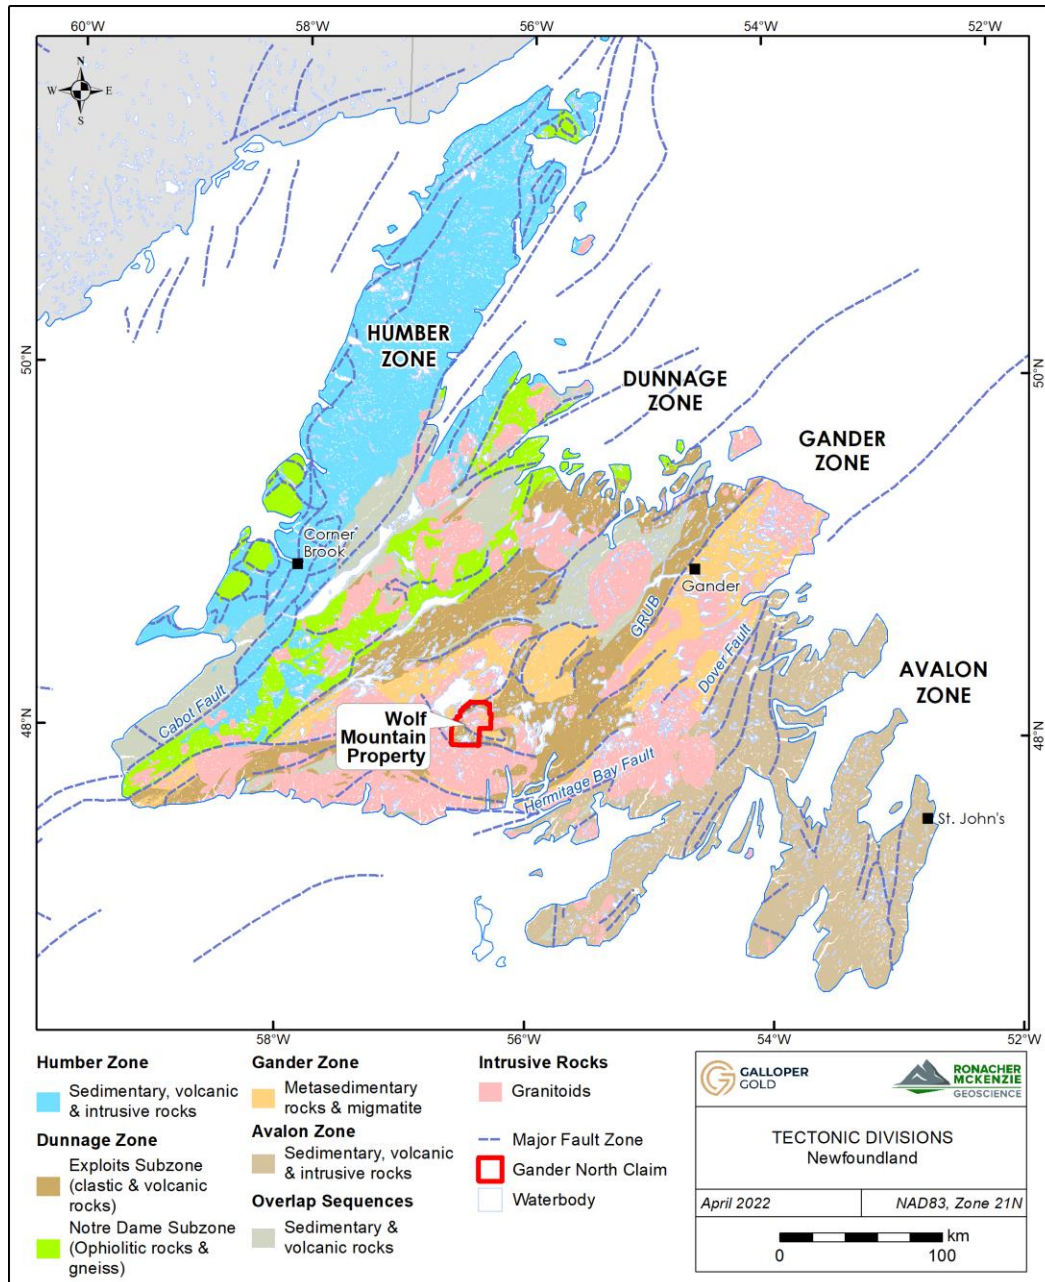 60°W
58°W
56°W
54°W
52°W
N
W
E
S
50°N
50°N
HUMBER
ZONE
DUNNAGE
ZONE
GANDER
ZONE
Corner
Brook
Gander
GRUB
Dover Fault
AVALON
ZONE
Cabot Fault
48°N
48°N
Wolf
Mountain
Property
Hermitage Bay Fault
St. John's
58°W
56°W
54°W
52°W
Humber Zone
Sedimentary, volcanic
& intrusive rocks
Dunnage Zone
Exploits Subzone
(clastic & volcanic
rocks)
Notre Dame Subzone
(Ophiolitic rocks &
gneiss)
Gander Zone
Metasedimentary
rocks & migmatite
Avalon Zone
Sedimentary, volcanic
& intrusive rocks
Overlap Sequences
Sedimentary &
volcanic rocks
Intrusive Rocks
Granitoids
Major Fault Zone
Gander North Claim
Waterbody
GALLOPER
GOLD
RONACHER
MCKENZIE
GEOSCIENCE
TECTONIC DIVISIONS
Newfoundland
April 2022
NAD83, Zone 21N
km
0
100